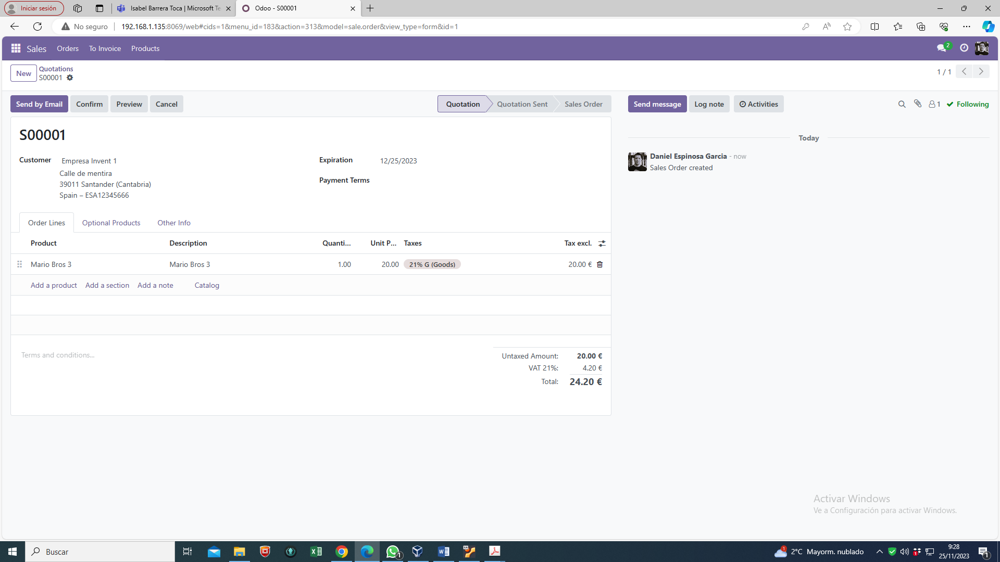 Iniciar sesión
Isabel Barrera Toca | Microsoft Te
Odoo - S00001
No seguro
192.168.1.135:8069/web#cids=1&menu_id=183&action=313&model=sale.order&view_type=form&id=1
Sales Orders To Invoice Products
2
New
Quotations
S00001
1 / 1
Send by Email Confirm Preview Cancel
Quotation Quotation Sent Sales Order
Send message Log note Activities
1 Following
S00001
Customer
Empresa Invent 1
Calle de mentira
39011 Santander (Cantabria)
Spain – ESA12345666
Expiration 12/25/2023
Payment Terms
Today
Daniel Espinosa Garcia - now
Sales Order created
Order Lines Optional Products Other Info
Product Description Quanti... Unit P... Taxes Tax excl.
Mario Bros 3 Mario Bros 3 1.00 20.00 21% G (Goods) 20.00 €
Add a product Add a section Add a note Catalog
Terms and conditions...
Untaxed Amount: 20.00 €
VAT 21%: 4.20 €
Total: 24.20 €
Activar Windows
Ve a Configuración para activar Windows.
Buscar
1
64
1
2°C Mayorm. nublado
1
9:28
25/11/2023
1